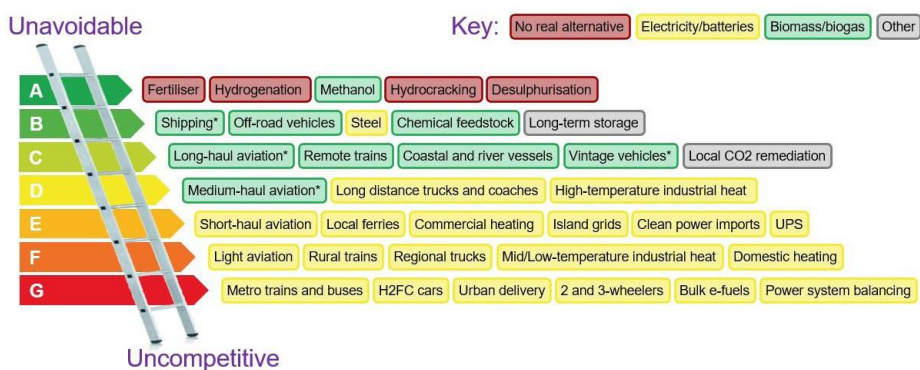 Unavoidable
Key: No real alternative Electricity/batteries Biomass/biogas Other
A Fertiliser Hydrogenation Methanol Hydrocracking Desulphurisation
B Shipping* Off-road vehicles Steel Chemical feedstock Long-term storage
C Long-haul aviation* Remote trains Coastal and river vessels Vintage vehicles* Local CO2 remediation
D Medium-haul aviation* Long distance trucks and coaches High-temperature industrial heat
E Short-haul aviation Local ferries Commercial heating Island grids Clean power imports UPS
F Light aviation Rural trains Regional trucks Mid/Low-temperature industrial heat Domestic heating
G Metro trains and buses H2FC cars Urban delivery 2 and 3-wheelers Bulk e-fuels Power system balancing
Uncompetitive